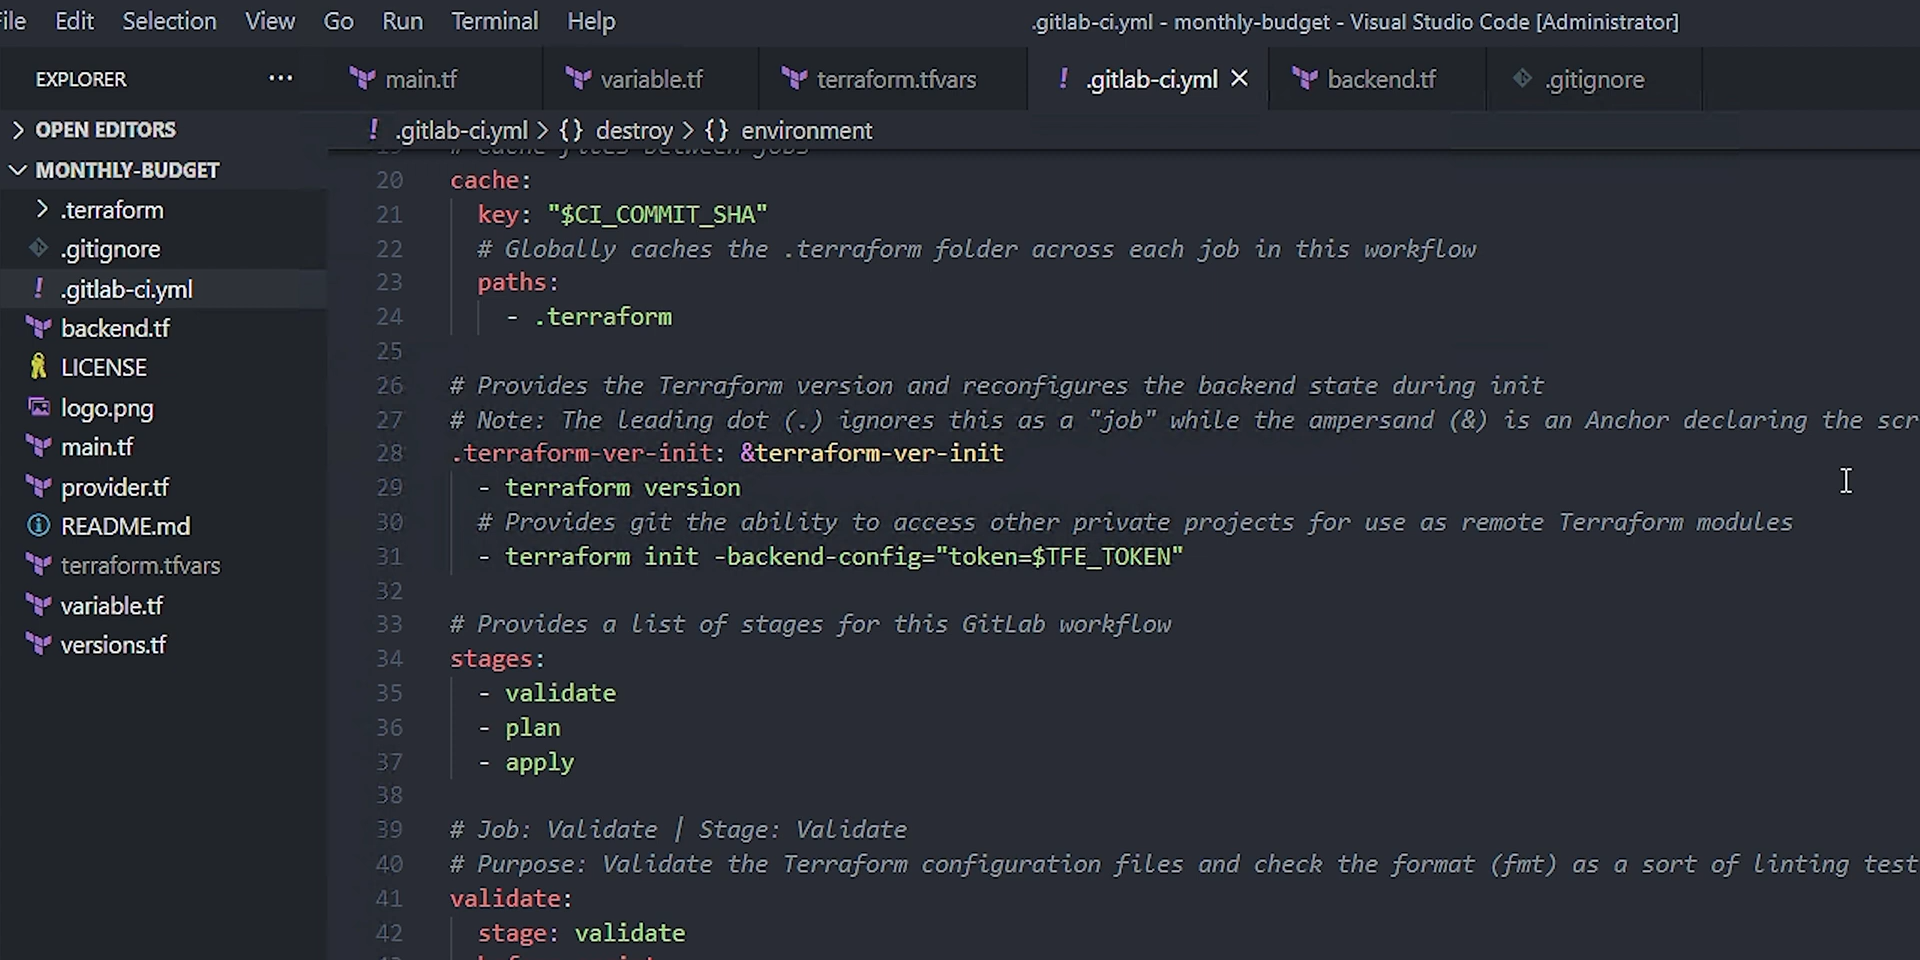 File Edit Selection View Go Run Terminal Help
.gitlab-ci.yml - monthly-budget - Visual Studio Code [Administrator]
EXPLORER ···
main.tf
variable.tf
terraform.tfvars
! .gitlab-ci.yml ×
backend.tf
.gitignore
OPEN EDITORS
MONTHLY-BUDGET
.terraform
.gitignore
! .gitlab-ci.yml
backend.tf
LICENSE
logo.png
main.tf
provider.tf
README.md
terraform.tfvars
variable.tf
versions.tf
! .gitlab-ci.yml > {} destroy > {} environment
19 # Cache files between jobs
20 cache:
21 key: "$CI_COMMIT_SHA"
22 # Globally caches the .terraform folder across each job in this workflow
23 paths:
24 - .terraform
25
26 # Provides the Terraform version and reconfigures the backend state during init
27 # Note: The leading dot (.) ignores this as a "job" while the ampersand (&) is an Anchor declaring the scr
28 .terraform-ver-init: &terraform-ver-init
29 - terraform version
30 # Provides git the ability to access other private projects for use as remote Terraform modules
31 - terraform init -backend-config="token=$TFE_TOKEN"
32
33 # Provides a list of stages for this GitLab workflow
34 stages:
35 - validate
36 - plan
37 - apply
38
39 # Job: Validate | Stage: Validate
40 # Purpose: Validate the Terraform configuration files and check the format (fmt) as a sort of linting test
41 validate:
42 stage: validate